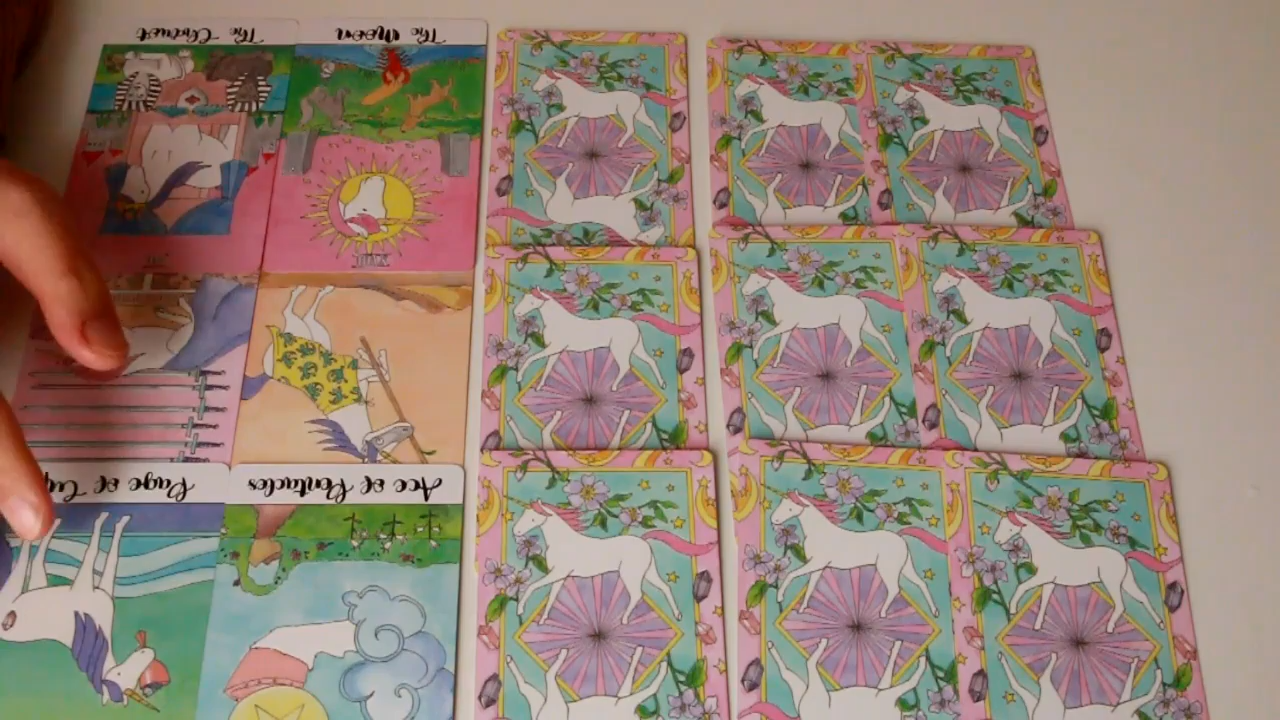 The Chariot
The Moon
XVIII
Page of Cups
Ace of Pentacles